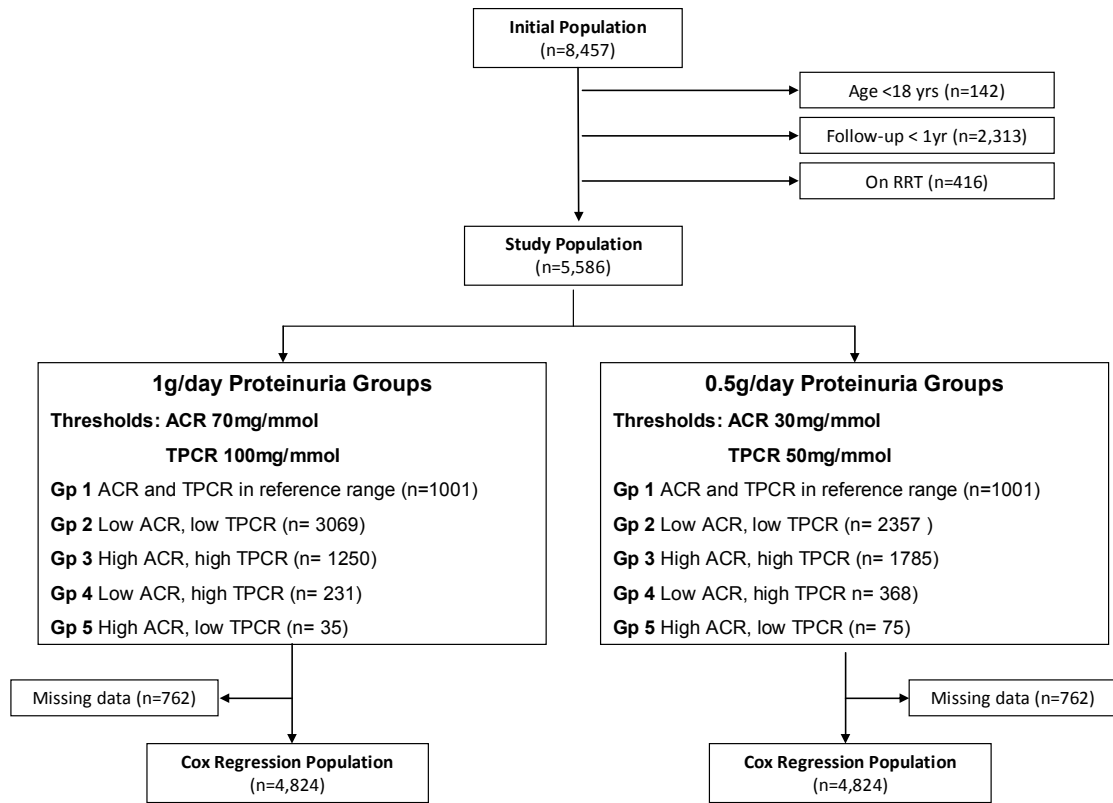 Initial Population
(n=8,457)
Age <18 yrs (n=142)
Follow-up < 1yr (n=2,313)
On RRT (n=416)
Study Population
(n=5,586)
1g/day Proteinuria Groups
Thresholds: ACR 70mg/mmol
TPCR 100mg/mmol
Gp 1 ACR and TPCR in reference range (n=1001)
Gp 2 Low ACR, low TPCR (n= 3069)
Gp 3 High ACR, high TPCR (n= 1250)
Gp 4 Low ACR, high TPCR (n= 231)
Gp 5 High ACR, low TPCR (n= 35)
0.5g/day Proteinuria Groups
Thresholds: ACR 30mg/mmol
TPCR 50mg/mmol
Gp 1 ACR and TPCR in reference range (n=1001)
Gp 2 Low ACR, low TPCR (n= 2357 )
Gp 3 High ACR, high TPCR (n= 1785)
Gp 4 Low ACR, high TPCR n= 368)
Gp 5 High ACR, low TPCR (n= 75)
Missing data (n=762)
Missing data (n=762)
Cox Regression Population
(n=4,824)
Cox Regression Population
(n=4,824)